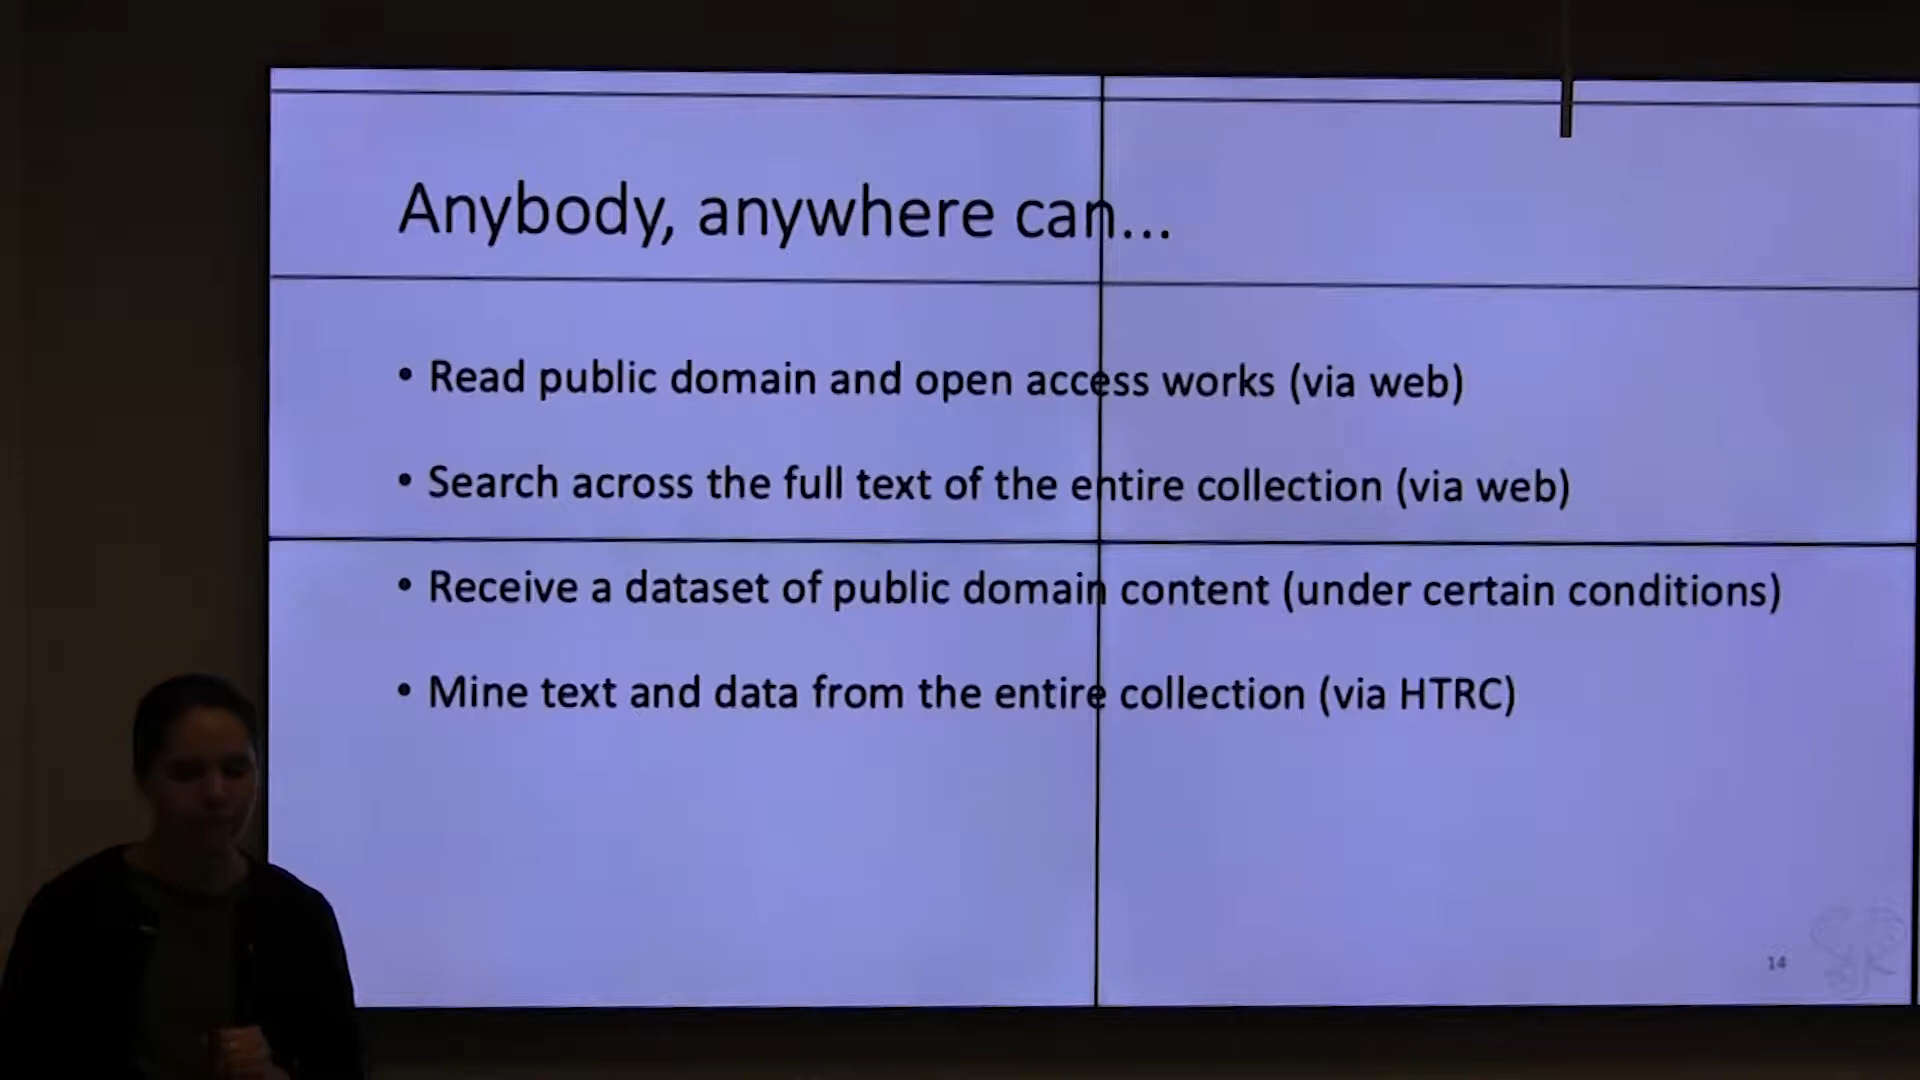 Anybody, anywhere can...
• Read public domain and open access works (via web)
• Search across the full text of the entire collection (via web)
• Receive a dataset of public domain content (under certain conditions)
• Mine text and data from the entire collection (via HTRC)
14